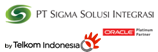 PT SIGMA SOLUSI INTEGRASI
by Telkom Indonesia
ORACLE Platinum
Partner